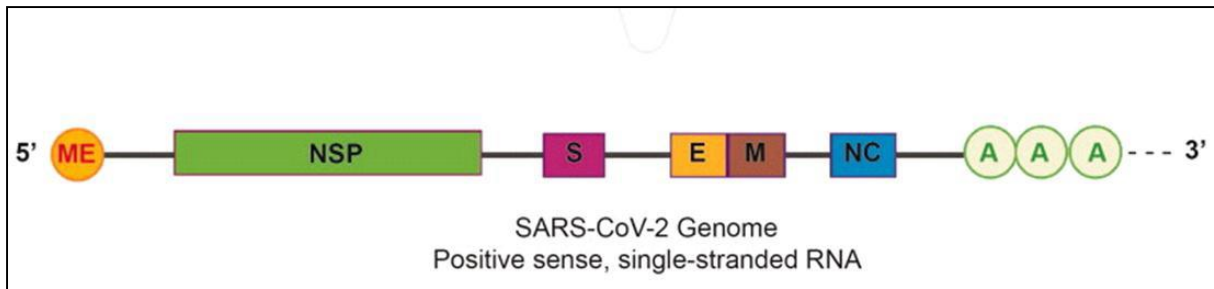 5’ ME NSP S E M NC A A A --- 3’
SARS-CoV-2 Genome
Positive sense, single-stranded RNA